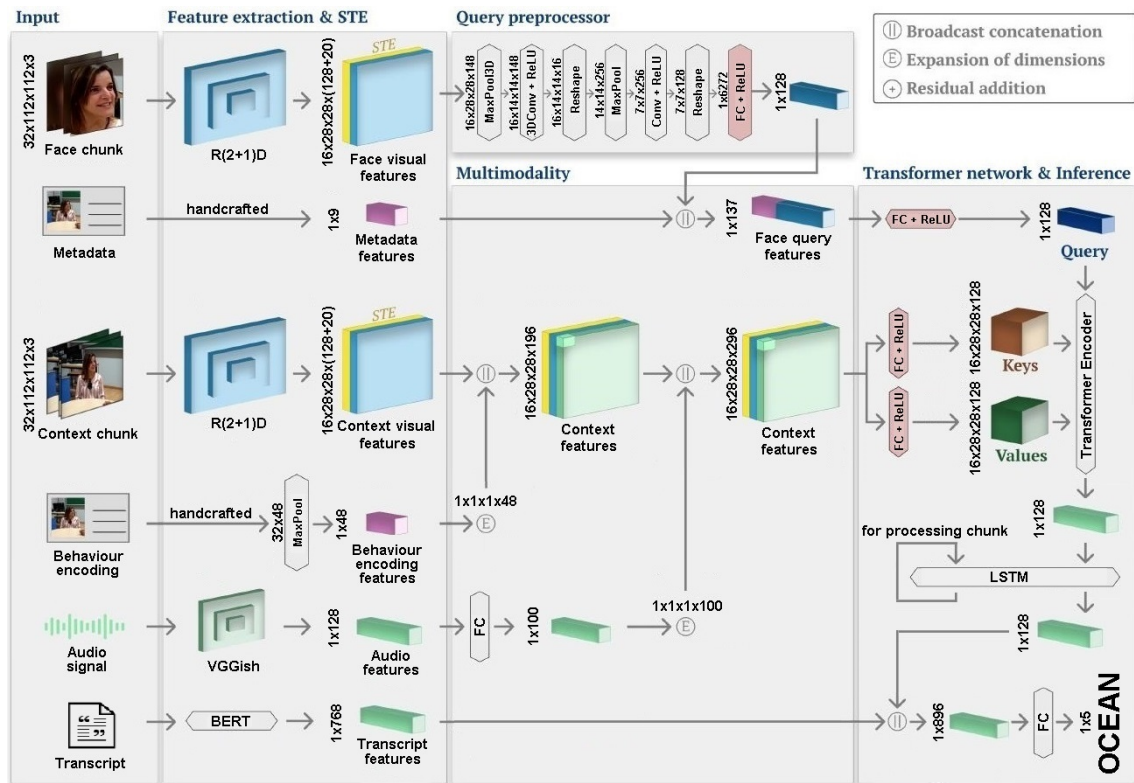 Input
Feature extraction & STE
Query preprocessor
|| Broadcast concatenation
E Expansion of dimensions
+ Residual addition
32x112x112x3
Face chunk
R(2+1)D
16x28x28x(128+20)
STE
Face visual
features
16x28x28x148
MaxPool3D
16x14x14x148
3DConv + ReLU
16x14x14x16
Reshape
14x14x256
MaxPool
7x7x256
Conv + ReLU
7x7x128
Reshape
1x6272
FC + ReLU
1x128
Multimodality
Transformer network & Inference
Metadata
handcrafted
1x9
Metadata
features
||
1x137
Face query
features
FC + ReLU
1x128
Query
32x112x112x3
Context chunk
R(2+1)D
16x28x28x(128+20)
STE
Context visual
features
||
16x28x28x196
Context
features
||
16x28x28x296
Context
features
FC + ReLU
16x28x28x128
Keys
FC + ReLU
16x28x28x128
Values
Transformer Encoder
Behaviour
encoding
handcrafted
32x48
MaxPool
1x48
Behaviour
encoding
features
1x1x1x48
E
1x128
for processing chunk
LSTM
1x128
Audio
signal
VGGish
1x128
Audio
features
FC
1x100
1x1x1x100
E
Transcript
BERT
1x768
Transcript
features
||
1x896
FC
1x5
OCEAN